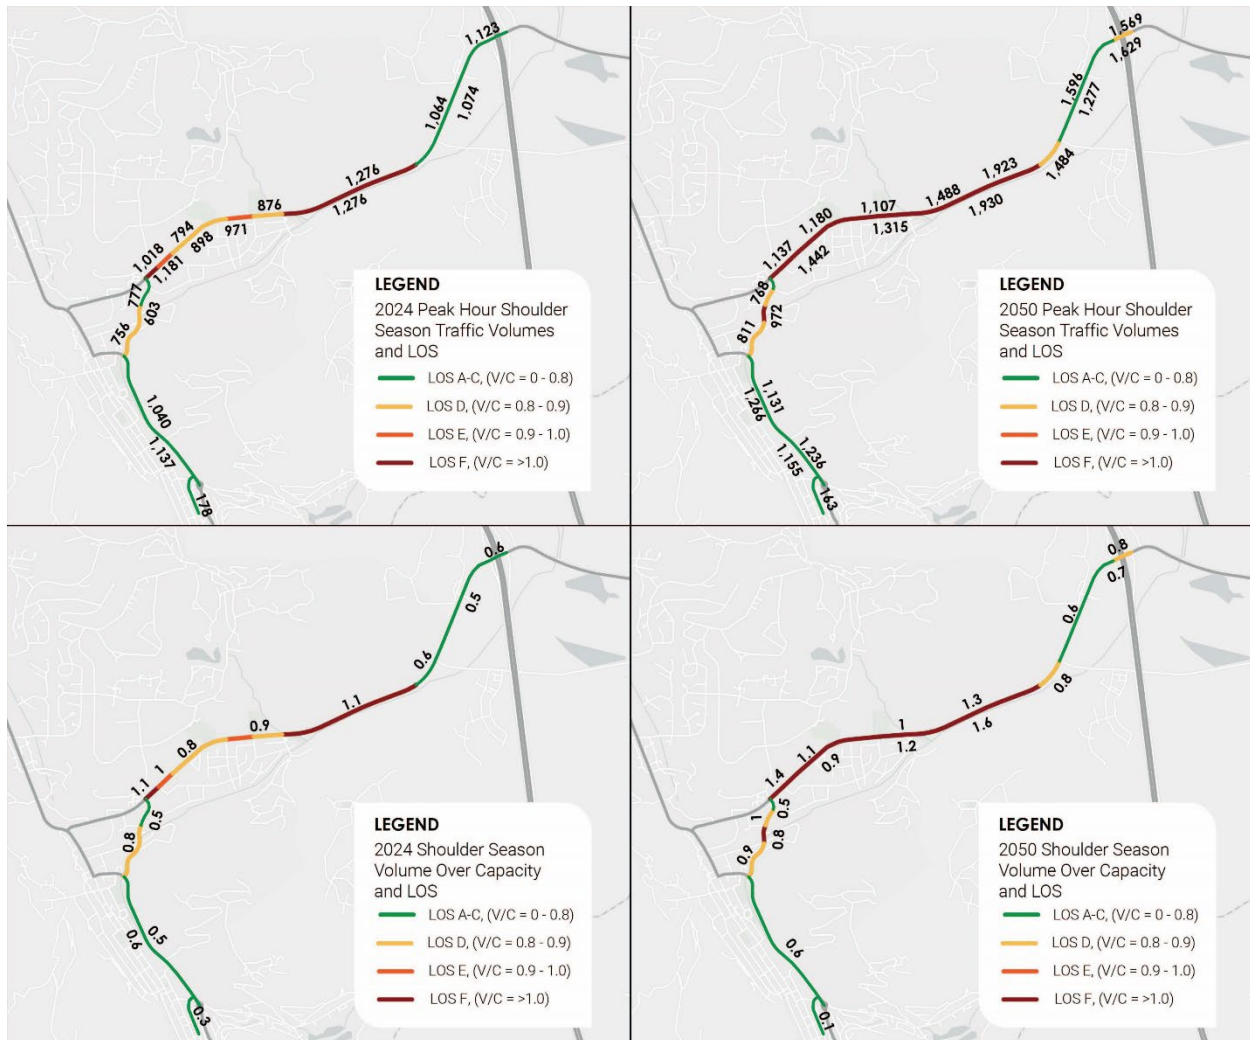 1,123
1,064
1,074
1,276
1,276
876
971
794
898
1,018
1,181
777
603
756
1,040
1,137
178
LEGEND
2024 Peak Hour Shoulder
Season Traffic Volumes
and LOS
LOS A-C, (V/C = 0 - 0.8)
LOS D, (V/C = 0.8 - 0.9)
LOS E, (V/C = 0.9 - 1.0)
LOS F, (V/C = >1.0)
1,569
1,629
1,596
1,277
1,484
1,923
1,930
1,488
1,107
1,315
1,180
1,442
1,137
768
972
811
1,131
1,266
1,236
1,155
163
LEGEND
2050 Peak Hour Shoulder
Season Traffic Volumes
and LOS
LOS A-C, (V/C = 0 - 0.8)
LOS D, (V/C = 0.8 - 0.9)
LOS E, (V/C = 0.9 - 1.0)
LOS F, (V/C = >1.0)
0.6
0.5
0.6
1.1
0.9
0.8
1
1.1
0.5
0.8
0.5
0.6
0.3
LEGEND
2024 Shoulder Season
Volume Over Capacity
and LOS
LOS A-C, (V/C = 0 - 0.8)
LOS D, (V/C = 0.8 - 0.9)
LOS E, (V/C = 0.9 - 1.0)
LOS F, (V/C = >1.0)
0.8
0.7
0.6
0.8
1.3
1.6
1
1.2
1.1
0.9
1.4
0.5
1
0.8
0.9
0.6
0.1
LEGEND
2050 Shoulder Season
Volume Over Capacity
and LOS
LOS A-C, (V/C = 0 - 0.8)
LOS D, (V/C = 0.8 - 0.9)
LOS E, (V/C = 0.9 - 1.0)
LOS F, (V/C = >1.0)